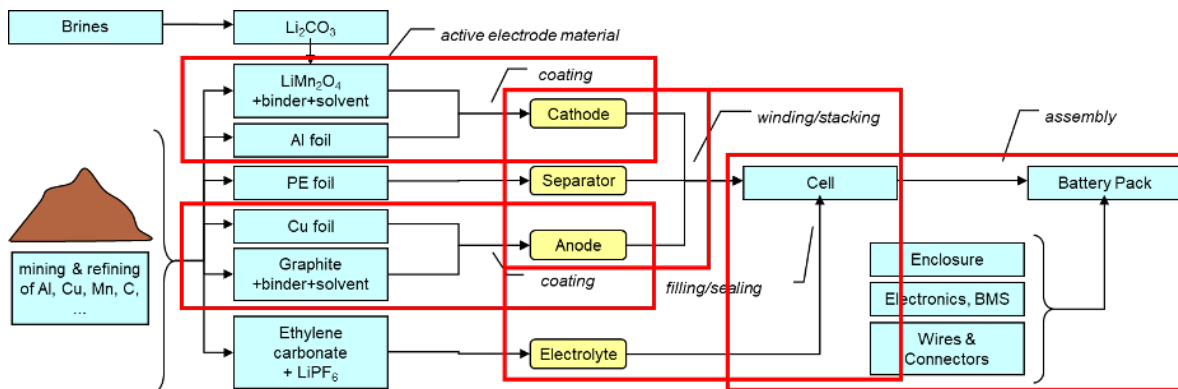 Brines
Li₂CO₃
active electrode material
LiMn₂O₄
+binder+solvent
coating
Cathode
Al foil
winding/stacking
assembly
PE foil
Separator
Cell
Battery Pack
Cu foil
Anode
mining & refining
of Al, Cu, Mn, C,
...
Graphite
+binder+solvent
coating
filling/sealing
Enclosure
Electronics, BMS
Ethylene
carbonate
+ LiPF₆
Electrolyte
Wires &
Connectors